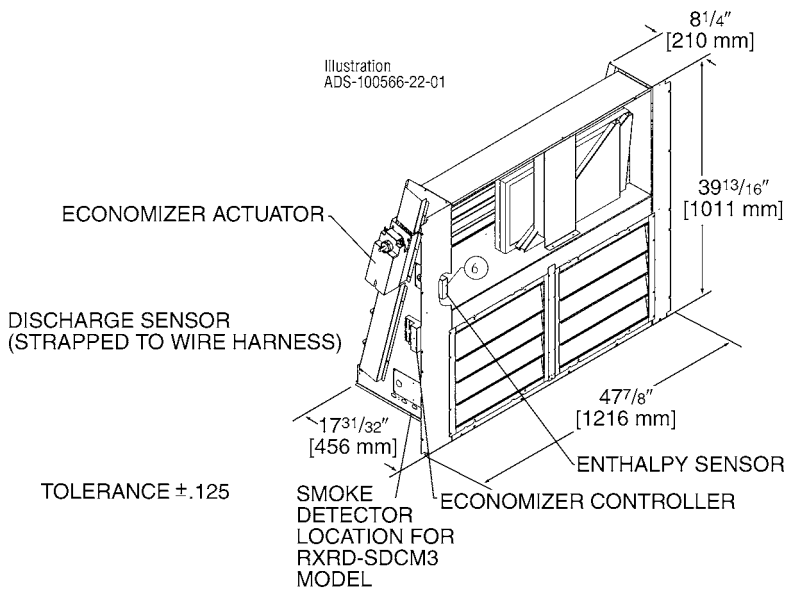 8 1/4"
[210 mm]
Illustration
ADS-100566-22-01
39 13/16"
[1011 mm]
ECONOMIZER ACTUATOR
6
DISCHARGE SENSOR
(STRAPPED TO WIRE HARNESS)
47 7/8"
[1216 mm]
17 31/32"
[456 mm]
ENTHALPY SENSOR
TOLERANCE ±.125
SMOKE
DETECTOR
LOCATION FOR
RXRD-SDCM3
MODEL
ECONOMIZER CONTROLLER